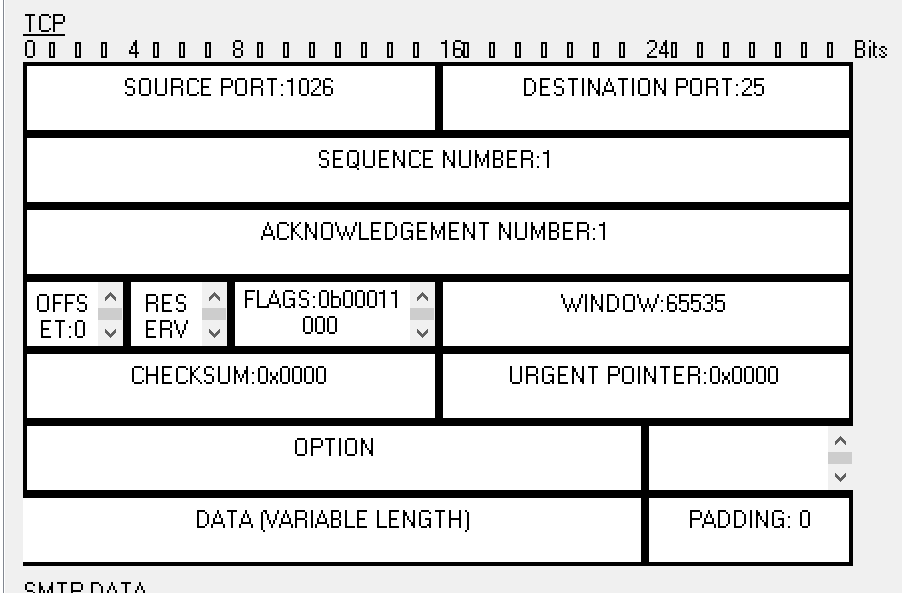 TCP
0 4 8 16 24 Bits
SOURCE PORT:1026 DESTINATION PORT:25
SEQUENCE NUMBER:1
ACKNOWLEDGEMENT NUMBER:1
OFFS
ET:0
RES
ERV
FLAGS:0b00011
000
WINDOW:65535
CHECKSUM:0x0000 URGENT POINTER:0x0000
OPTION
DATA (VARIABLE LENGTH) PADDING: 0
SMTP DATA